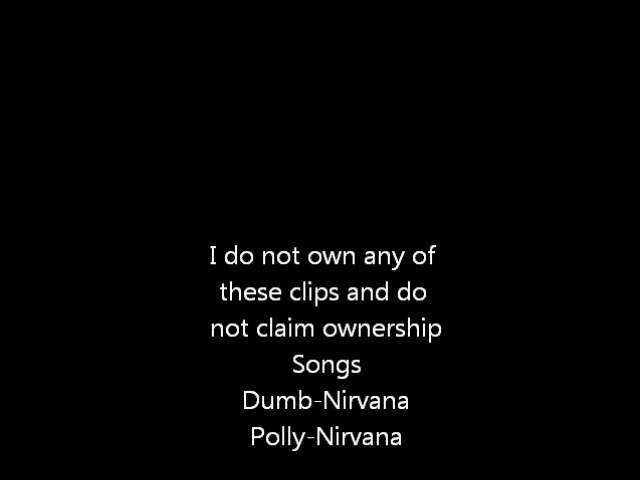 I do not own any of
these clips and do
not claim ownership
Songs
Dumb-Nirvana
Polly-Nirvana